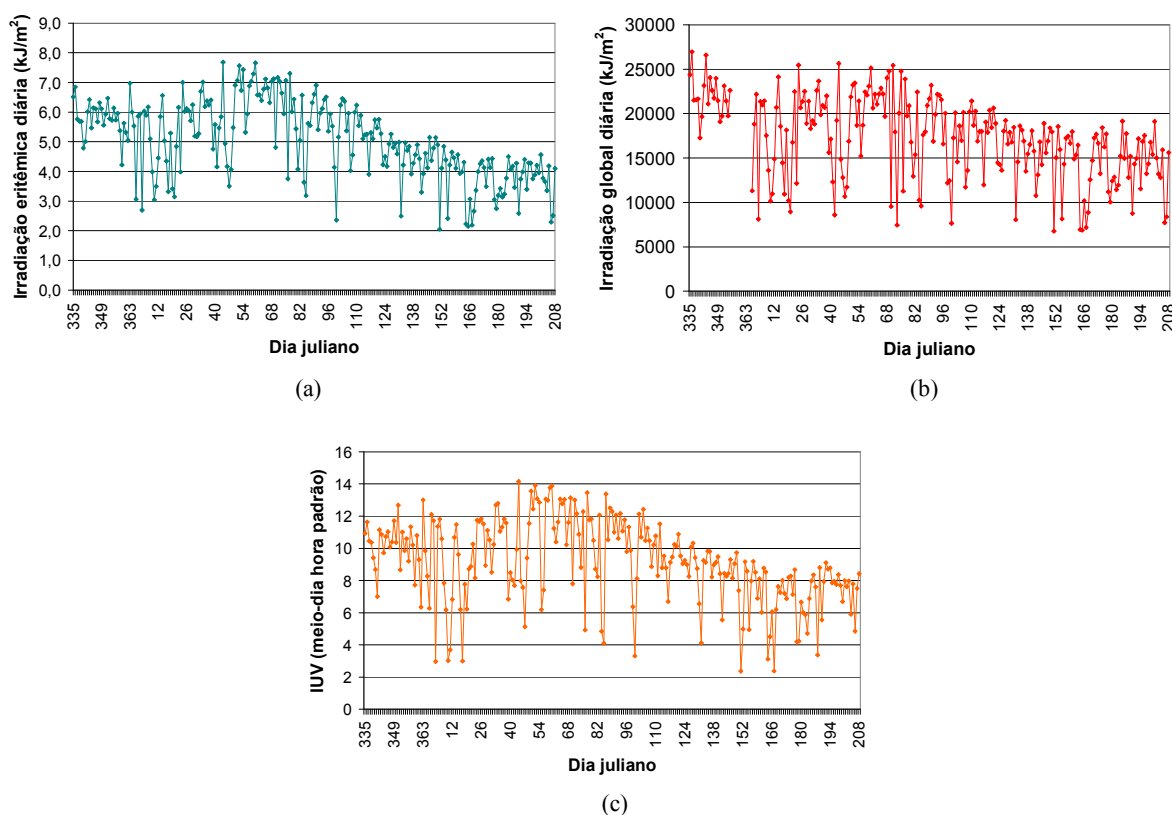 Irradiação eritêmica diária (kJ/m²)
9,0
8,0
7,0
6,0
5,0
4,0
3,0
2,0
1,0
0,0
335 349 363 12 26 40 54 68 82 96 110 124 138 152 166 180 194 208
Dia juliano
(a)
Irradiação global diária (kJ/m²)
30000
25000
20000
15000
10000
5000
0
335 349 363 12 26 40 54 68 82 96 110 124 138 152 166 180 194 208
Dia juliano
(b)
IUV (meio-dia hora padrão)
16
14
12
10
8
6
4
2
0
335 349 363 12 26 40 54 68 82 96 110 124 138 152 166 180 194 208
Dia juliano
(c)